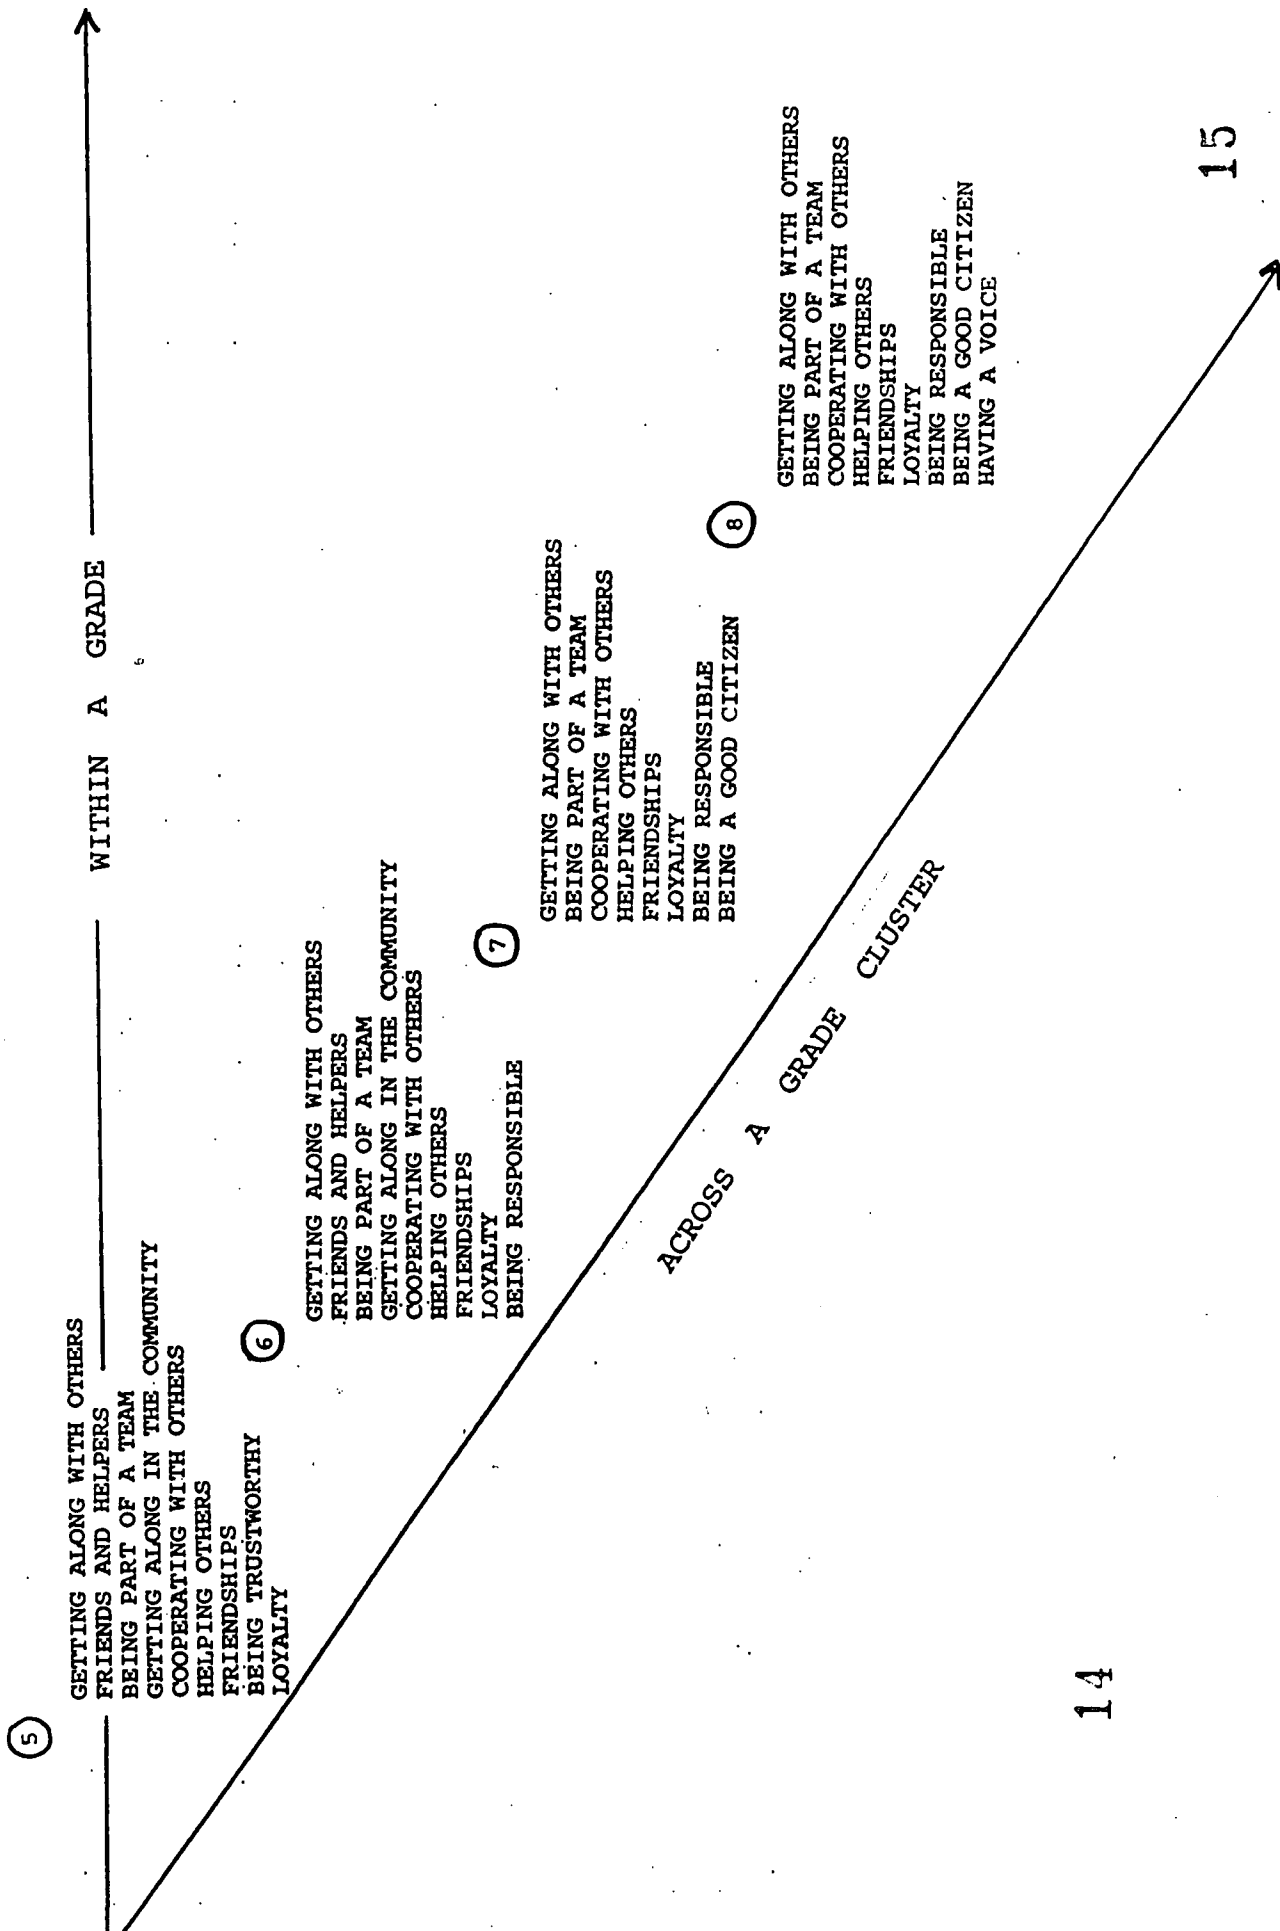 WITHIN A GRADE
5
GETTING ALONG WITH OTHERS
FRIENDS AND HELPERS
BEING PART OF A TEAM
GETTING ALONG IN THE COMMUNITY
COOPERATING WITH OTHERS
HELPING OTHERS
FRIENDSHIPS
BEING TRUSTWORTHY
LOYALTY
6
GETTING ALONG WITH OTHERS
FRIENDS AND HELPERS
BEING PART OF A TEAM
GETTING ALONG IN THE COMMUNITY
COOPERATING WITH OTHERS
HELPING OTHERS
FRIENDSHIPS
LOYALTY
BEING RESPONSIBLE
7
GETTING ALONG WITH OTHERS
BEING PART OF A TEAM
COOPERATING WITH OTHERS
HELPING OTHERS
FRIENDSHIPS
LOYALTY
BEING RESPONSIBLE
BEING A GOOD CITIZEN
8
GETTING ALONG WITH OTHERS
BEING PART OF A TEAM
COOPERATING WITH OTHERS
HELPING OTHERS
FRIENDSHIPS
LOYALTY
BEING RESPONSIBLE
BEING A GOOD CITIZEN
HAVING A VOICE
ACROSS A GRADE CLUSTER
14
15